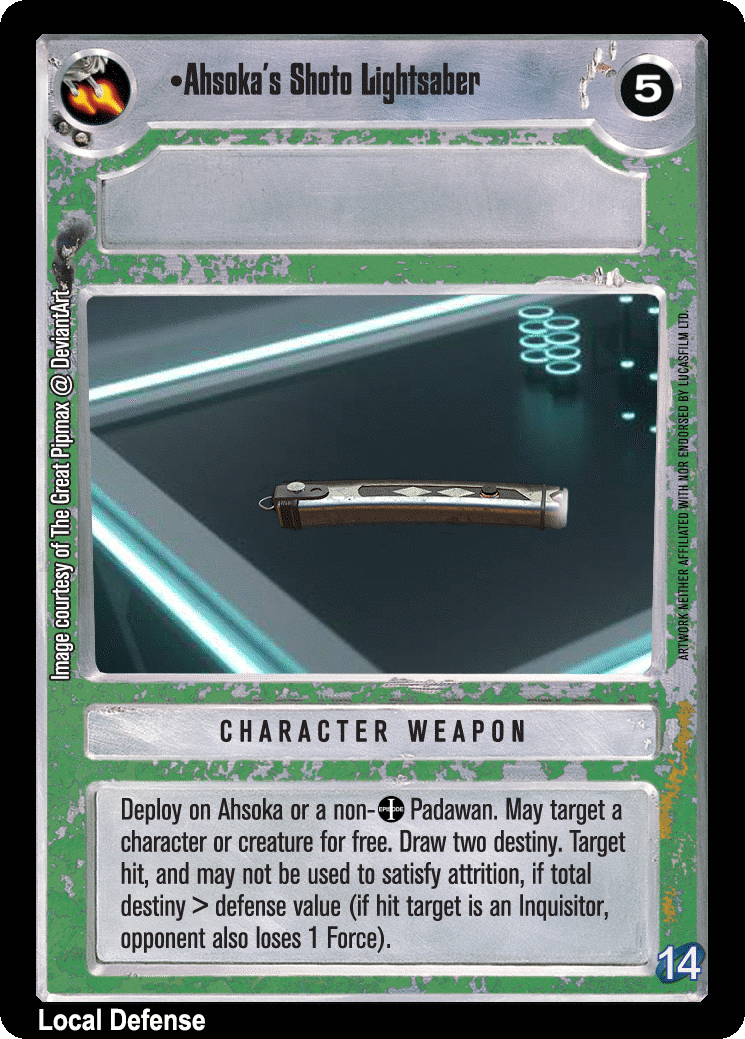 •Ahsoka's Shoto Lightsaber
5
Image courtesy of The Great Pipmax @ DeviantArt
ARTWORK NEITHER AFFILIATED WITH NOR ENDORSED BY LUCASFILM LTD.
CHARACTER WEAPON
Deploy on Ahsoka or a non-EPISODE I Padawan. May target a
character or creature for free. Draw two destiny. Target
hit, and may not be used to satisfy attrition, if total
destiny > defense value (if hit target is an Inquisitor,
opponent also loses 1 Force).
14
Local Defense